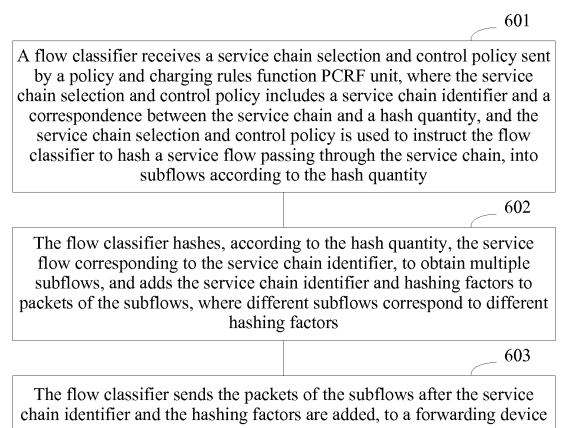 601
A flow classifier receives a service chain selection and control policy sent
by a policy and charging rules function PCRF unit, where the service
chain selection and control policy includes a service chain identifier and a
correspondence between the service chain and a hash quantity, and the
service chain selection and control policy is used to instruct the flow
classifier to hash a service flow passing through the service chain, into
subflows according to the hash quantity
602
The flow classifier hashes, according to the hash quantity, the service
flow corresponding to the service chain identifier, to obtain multiple
subflows, and adds the service chain identifier and hashing factors to
packets of the subflows, where different subflows correspond to different
hashing factors
603
The flow classifier sends the packets of the subflows after the service
chain identifier and the hashing factors are added, to a forwarding device